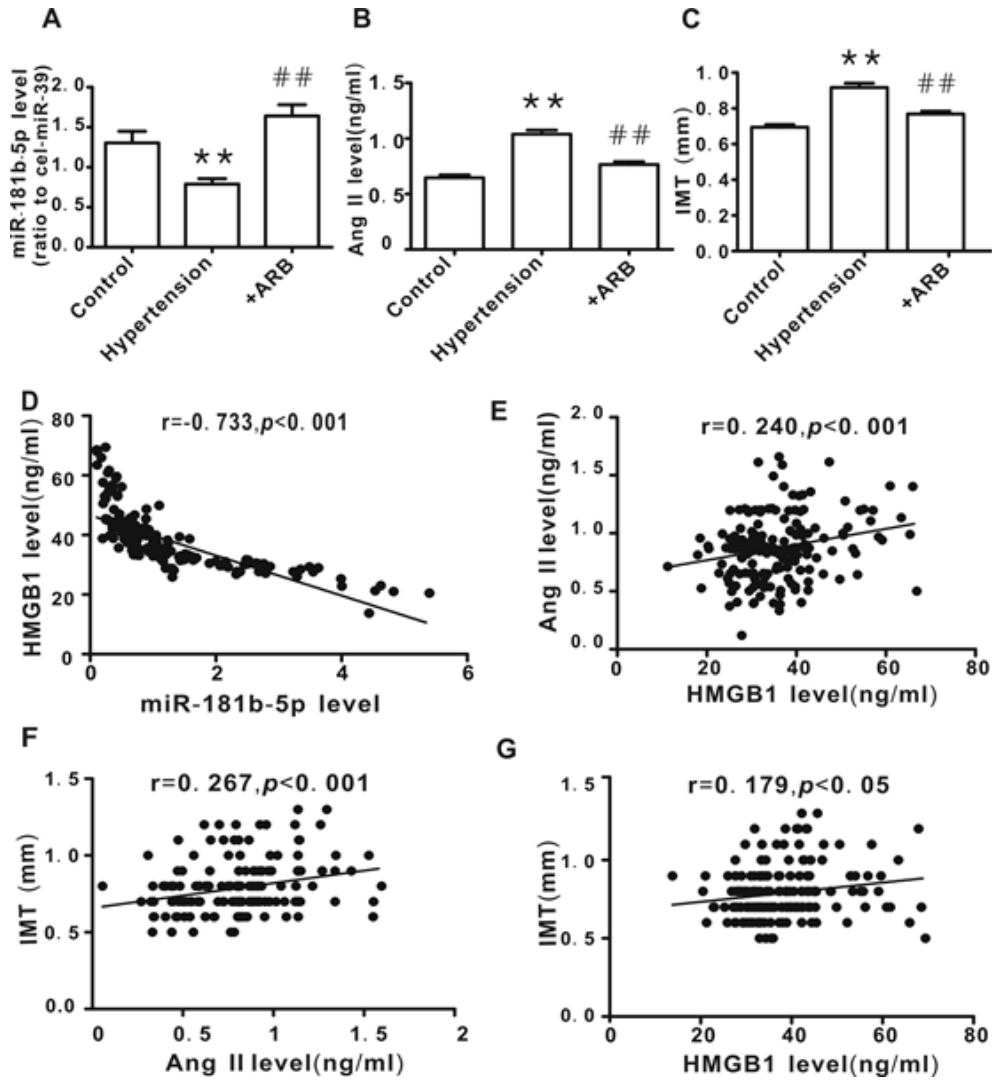 A
miR-181b-5p level
(ratio to cel-miR-39)
2. 0
1. 5
1. 0
0. 5
0. 0
**
##
Control
Hypertension
+ARB
B
Ang II level(ng/ml)
1. 5
1. 0
0. 5
0
**
##
Control
Hypertension
+ARB
C
IMT (mm)
1. 0
0. 8
0. 6
0. 4
0. 2
0. 0
**
##
Control
Hypertension
+ARB
D
r=-0. 733,p<0. 001
HMGB1 level(ng/ml)
80
60
40
20
0
0
2
4
6
miR-181b-5p level
E
r=0. 240,p<0. 001
Ang II level(ng/ml)
2. 0
1. 5
1. 0
0. 5
0. 0
0
20
40
60
80
HMGB1 level(ng/ml)
F
r=0. 267,p<0. 001
IMT (mm)
1. 5
1. 0
0. 5
0. 0
0
0. 5
1
1. 5
2
Ang II level(ng/ml)
G
r=0. 179,p<0. 05
IMT(mm)
1. 5
1. 0
0. 5
0. 0
0
20
40
60
80
HMGB1 level(ng/ml)